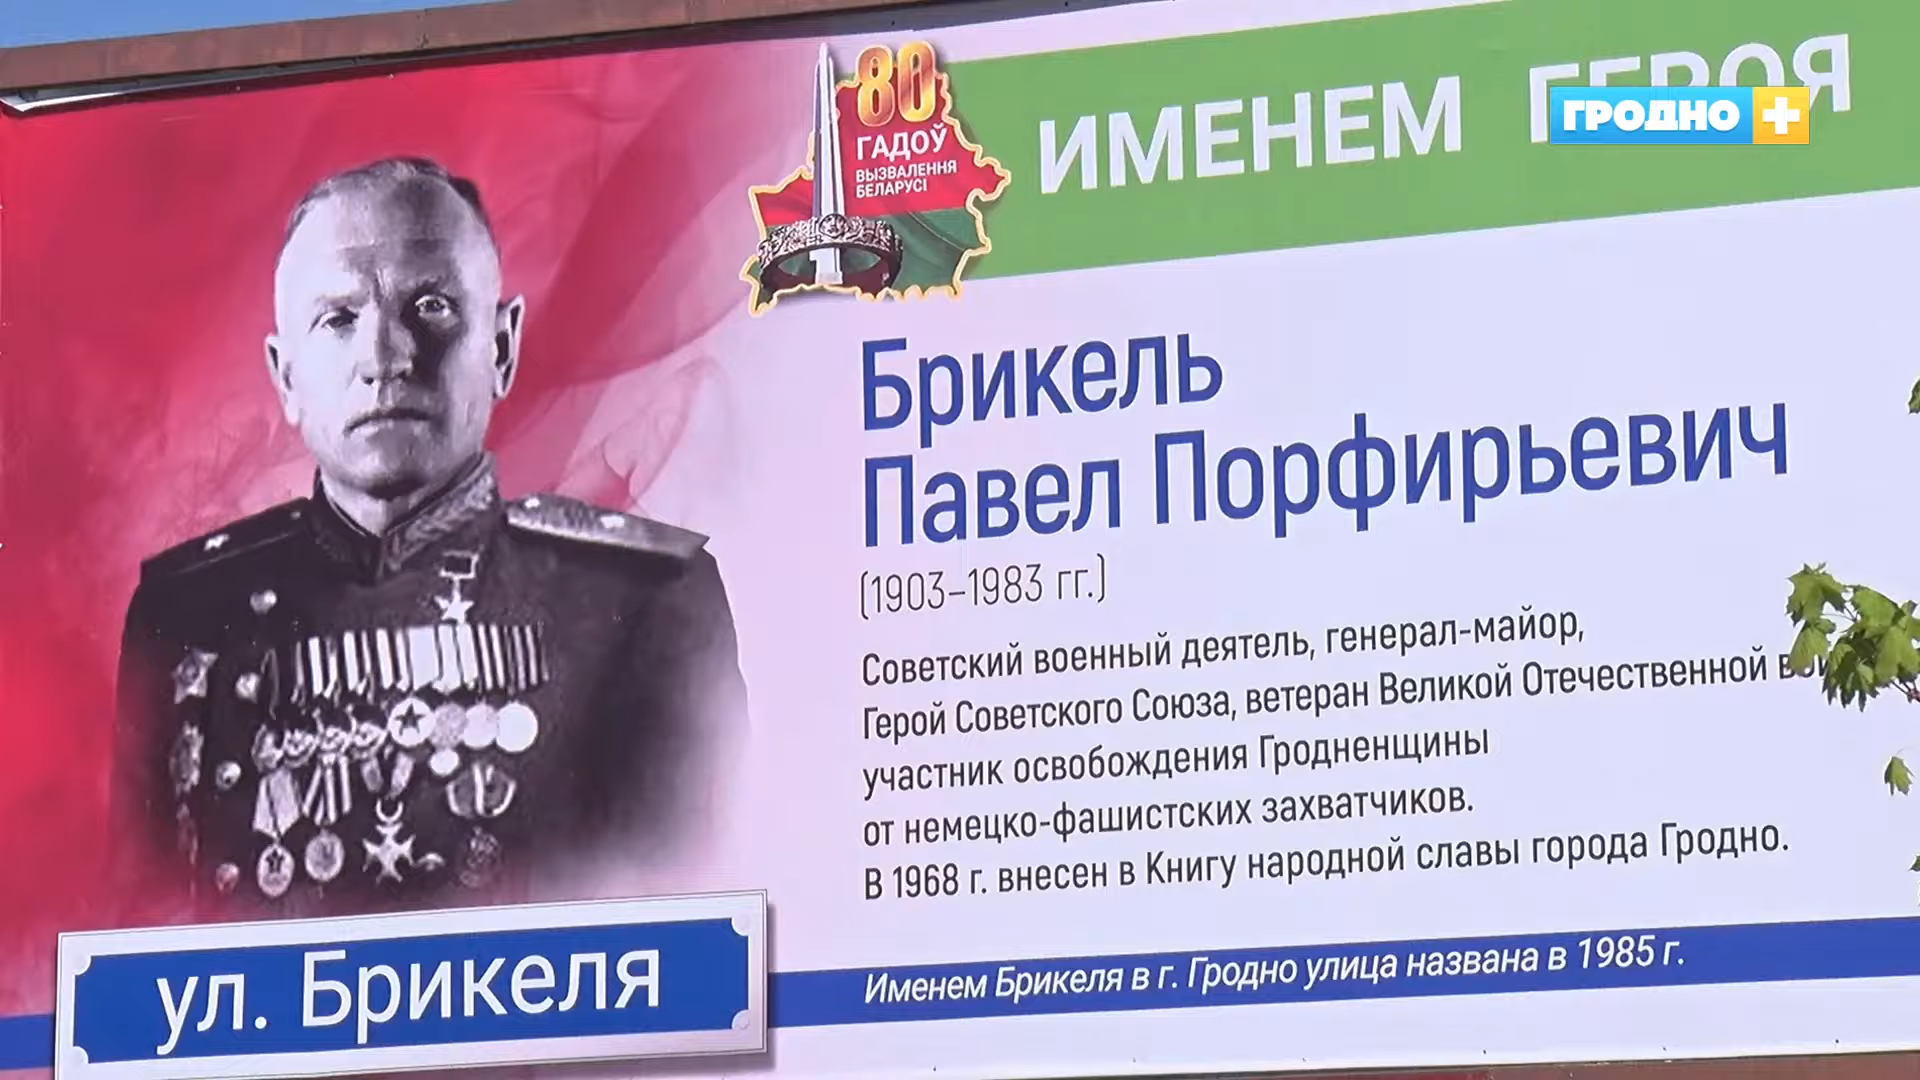 80
ГАДОЎ
ВЫЗВАЛЕННЯ
БЕЛАРУСІ
ИМЕНЕМ ГЕРОЯ
ГРОДНО +
Брикель
Павел Порфирьевич
(1903–1983 гг.)
Советский военный деятель, генерал-майор,
Герой Советского Союза, ветеран Великой Отечественной
участник освобождения Гродненщины
от немецко-фашистских захватчиков.
В 1968 г. внесен в Книгу народной славы города Гродно.
ул. Брикеля
Именем Брикеля в г. Гродно улица названа в 1985 г.